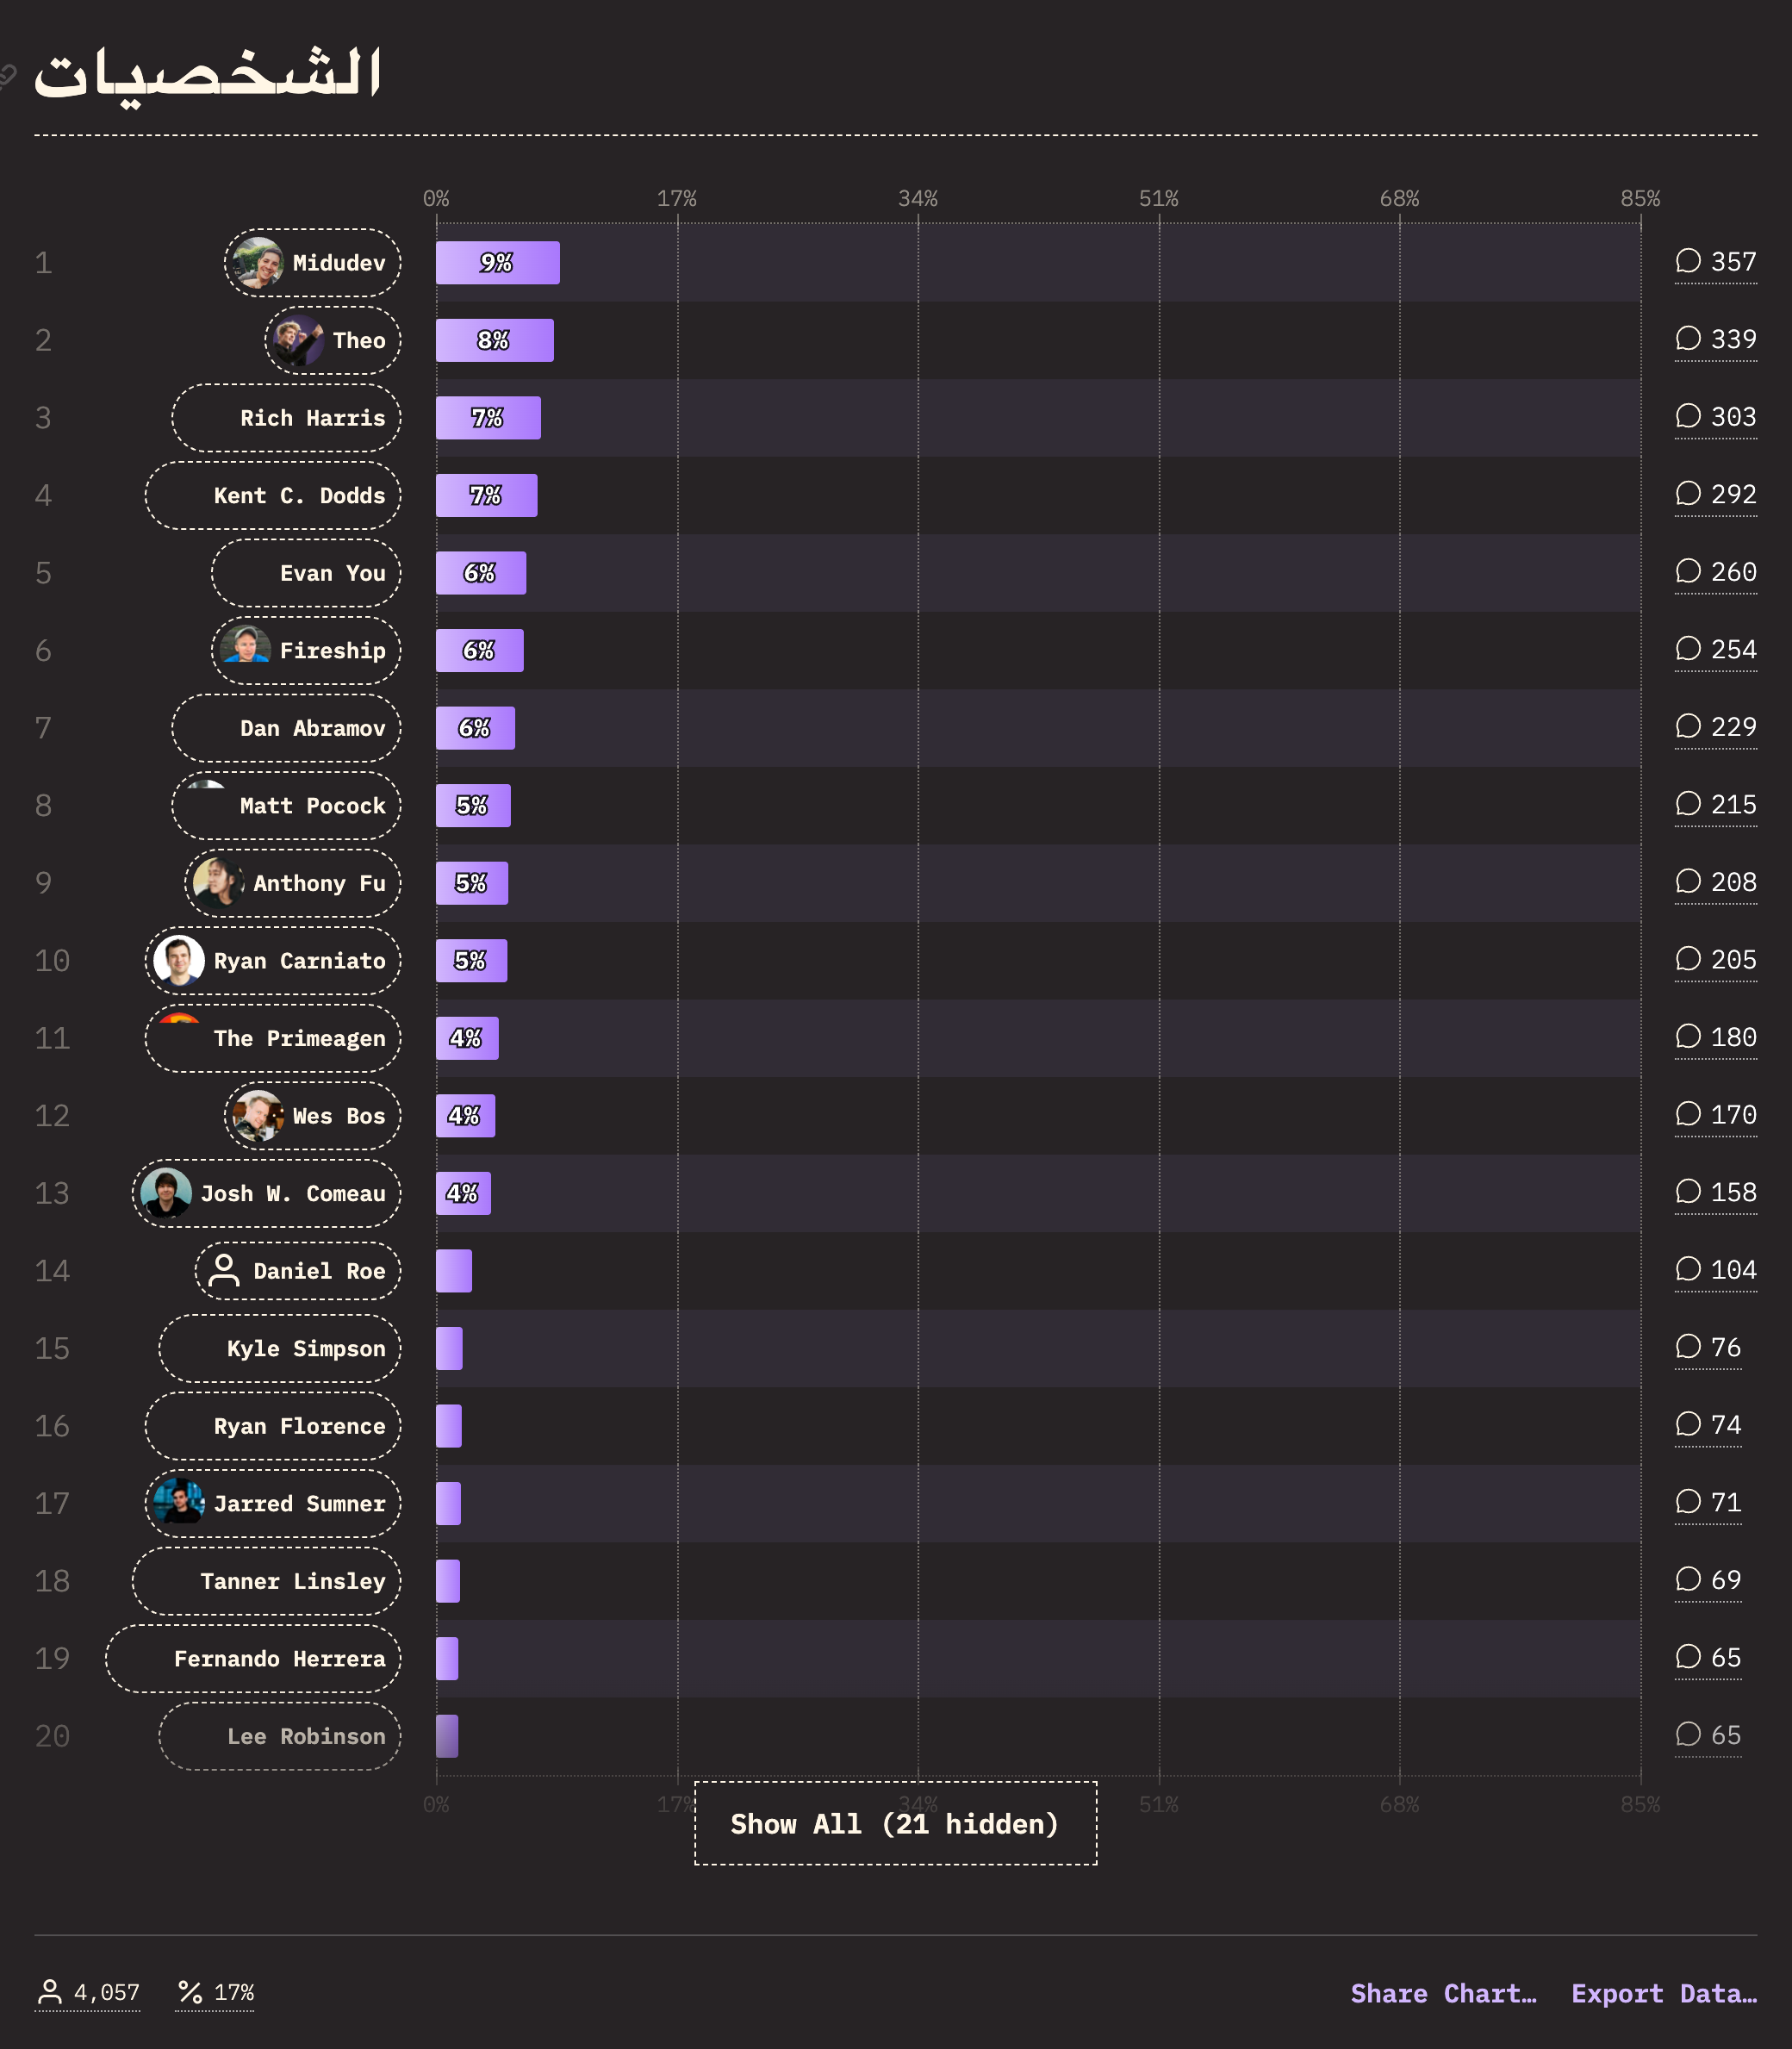 الشخصيات
0% 17% 34% 51% 68% 85%
1 Midudev 9% 357
2 Theo 8% 339
3 Rich Harris 7% 303
4 Kent C. Dodds 7% 292
5 Evan You 6% 260
6 Fireship 6% 254
7 Dan Abramov 6% 229
8 Matt Pocock 5% 215
9 Anthony Fu 5% 208
10 Ryan Carniato 5% 205
11 The Primeagen 4% 180
12 Wes Bos 4% 170
13 Josh W. Comeau 4% 158
14 Daniel Roe 104
15 Kyle Simpson 76
16 Ryan Florence 74
17 Jarred Sumner 71
18 Tanner Linsley 69
19 Fernando Herrera 65
20 Lee Robinson 65
0% 17% 34% 51% 68% 85%
Show All (21 hidden)
4,057 17% Share Chart… Export Data…